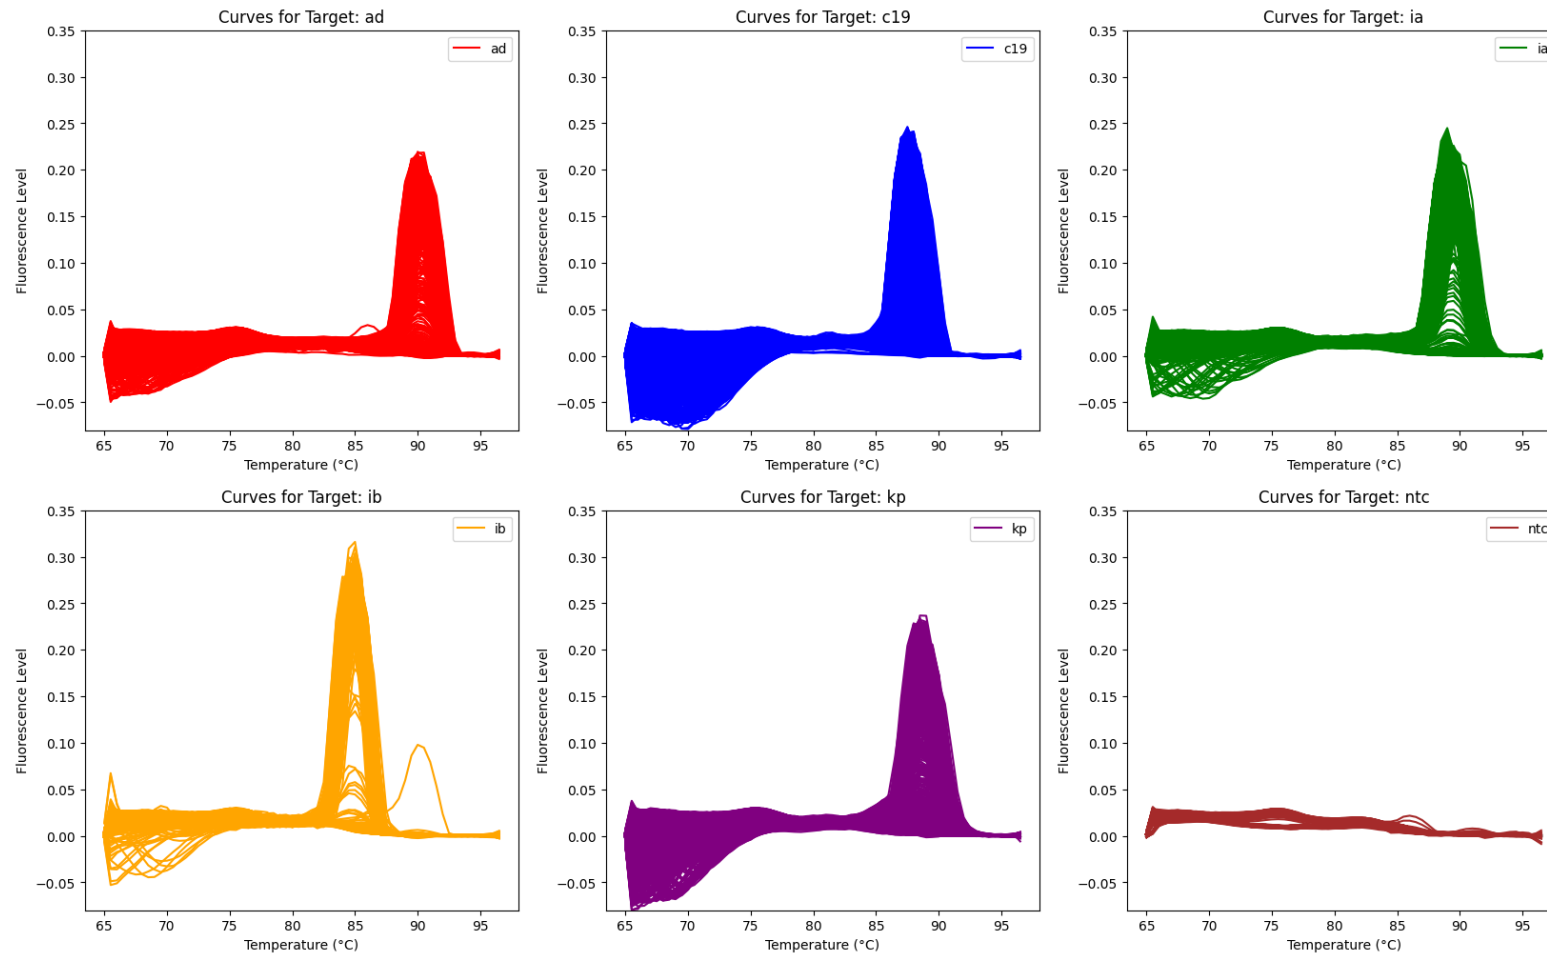 Curves for Target: ad
Curves for Target: c19
Curves for Target: ia
0.35
0.30
0.25
0.20
0.15
0.10
0.05
0.00
−0.05
Fluorescence Level
ad
65 70 75 80 85 90 95
Temperature (°C)
0.35
0.30
0.25
0.20
0.15
0.10
0.05
0.00
−0.05
Fluorescence Level
c19
65 70 75 80 85 90 95
Temperature (°C)
0.35
0.30
0.25
0.20
0.15
0.10
0.05
0.00
−0.05
Fluorescence Level
ia
65 70 75 80 85 90 95
Temperature (°C)
Curves for Target: ib
Curves for Target: kp
Curves for Target: ntc
0.35
0.30
0.25
0.20
0.15
0.10
0.05
0.00
−0.05
Fluorescence Level
ib
65 70 75 80 85 90 95
Temperature (°C)
0.35
0.30
0.25
0.20
0.15
0.10
0.05
0.00
−0.05
Fluorescence Level
kp
65 70 75 80 85 90 95
Temperature (°C)
0.35
0.30
0.25
0.20
0.15
0.10
0.05
0.00
−0.05
Fluorescence Level
ntc
65 70 75 80 85 90 95
Temperature (°C)